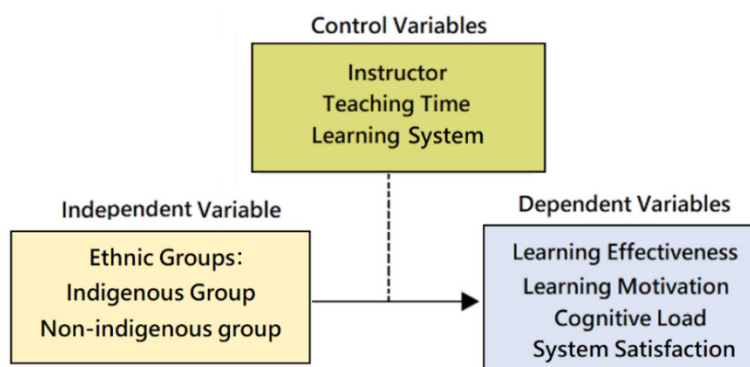 Control Variables
Instructor
Teaching Time
Learning System
Independent Variable
Ethnic Groups:
Indigenous Group
Non-indigenous group
Dependent Variables
Learning Effectiveness
Learning Motivation
Cognitive Load
System Satisfaction